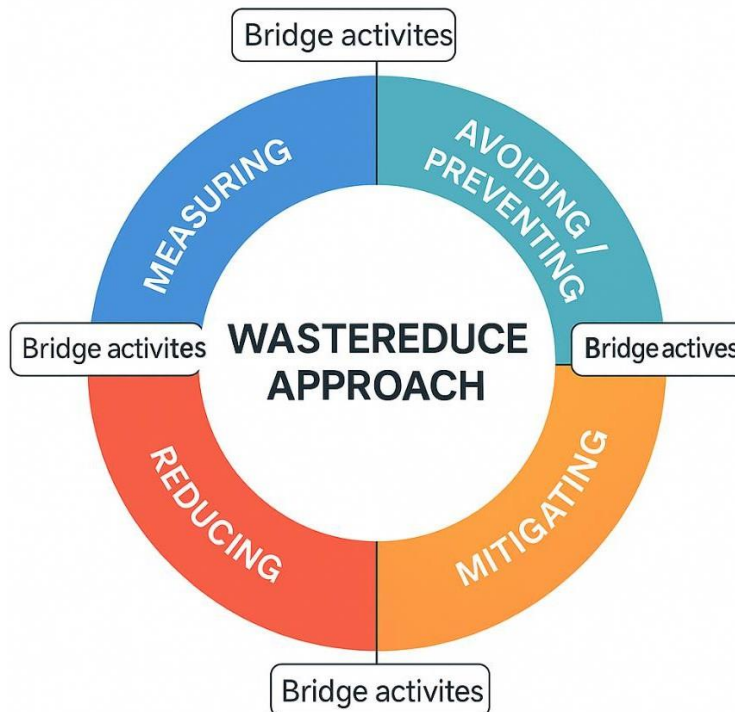 Bridge activites
MEASURING
AVOIDING /
PREVENTING
Bridge activites
WASTEREDUCE
APPROACH
Bridge actives
REDUCING
MITIGATING
Bridge activites